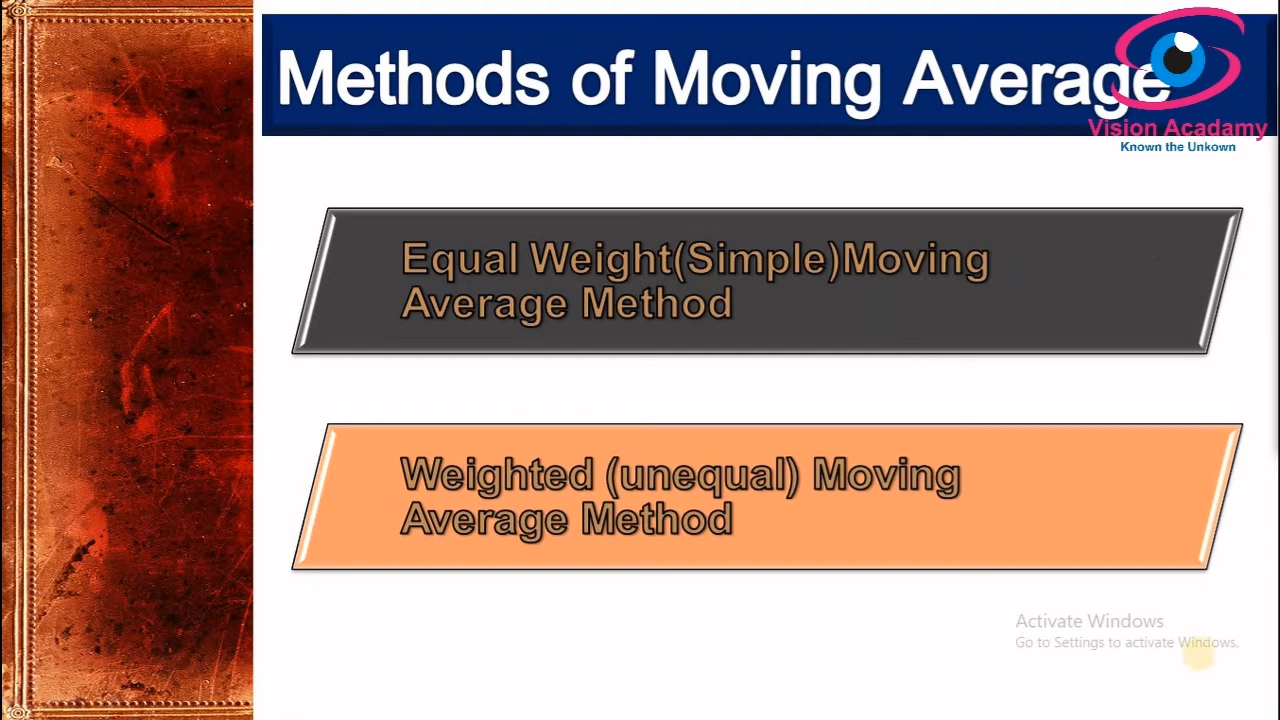 Methods of Moving Average
Vision Acadamy
Known the Unkown
Equal Weight(Simple)Moving
Average Method
Weighted (unequal) Moving
Average Method
Activate Windows
Go to Settings to activate Windows.